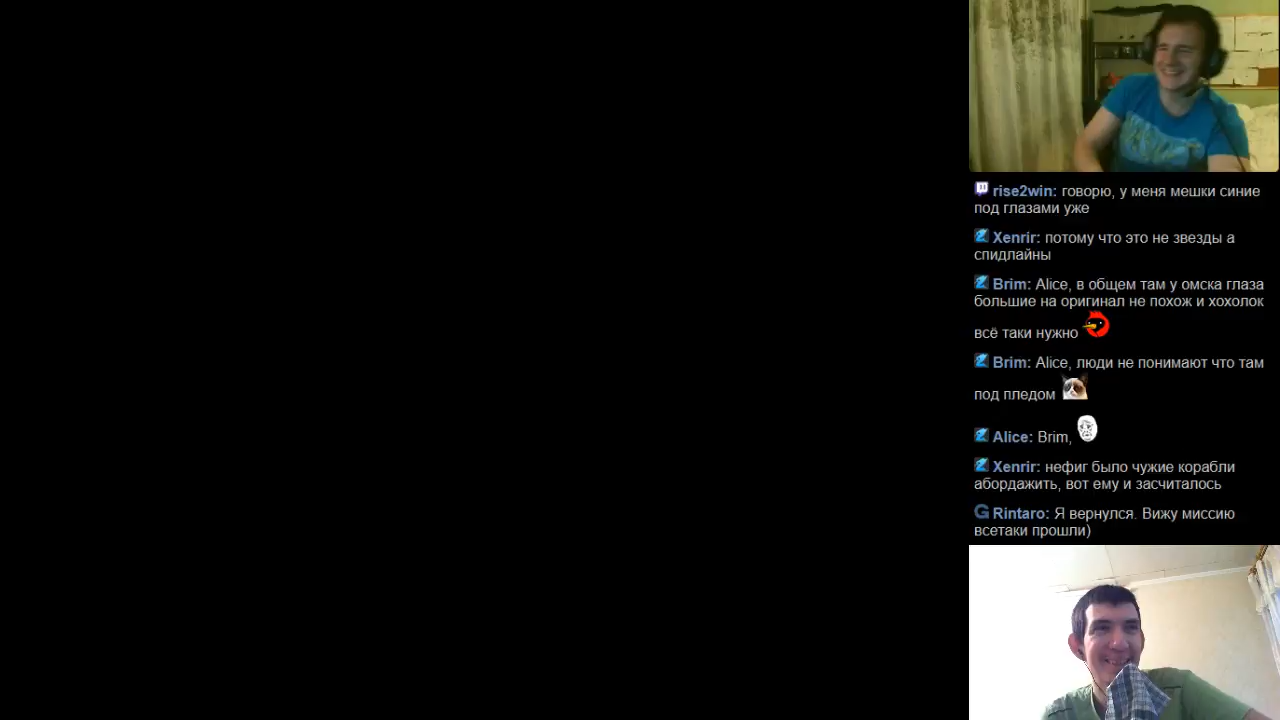 rise2win: говорю, у меня мешки синие
под глазами уже
Xenrir: потому что это не звезды а
спидлайны
Brim: Alice, в общем там у омска глаза
большие на оригинал не похож и хохолок
всё таки нужно
Brim: Alice, люди не понимают что там
под пледом
Alice: Brim,
Xenrir: нефиг было чужие корабли
абордажить, вот ему и засчиталось
Rintaro: Я вернулся. Вижу миссию
всетаки прошли)